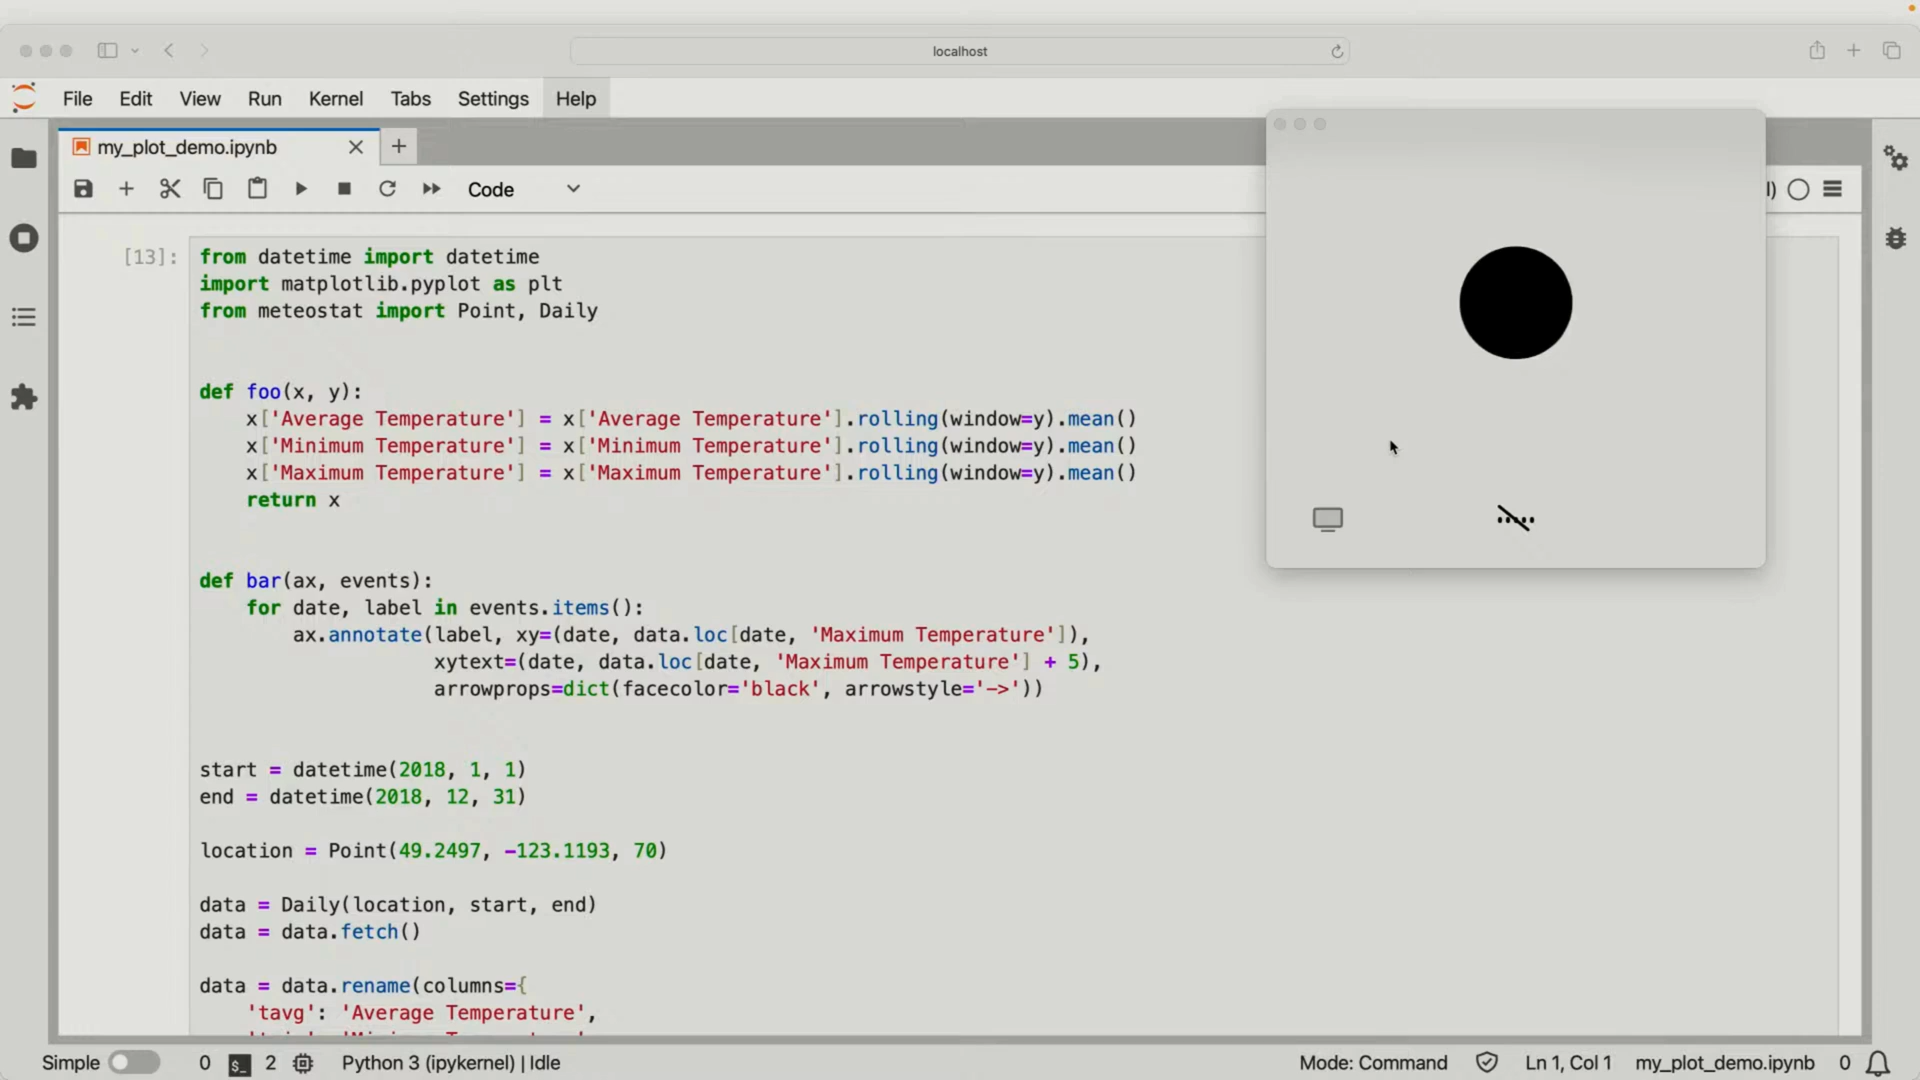 localhost
File Edit View Run Kernel Tabs Settings Help
my_plot_demo.ipynb
Code
[13]:
from datetime import datetime
import matplotlib.pyplot as plt
from meteostat import Point, Daily
def foo(x, y):
x['Average Temperature'] = x['Average Temperature'].rolling(window=y).mean()
x['Minimum Temperature'] = x['Minimum Temperature'].rolling(window=y).mean()
x['Maximum Temperature'] = x['Maximum Temperature'].rolling(window=y).mean()
return x
def bar(ax, events):
for date, label in events.items():
ax.annotate(label, xy=(date, data.loc[date, 'Maximum Temperature']),
xytext=(date, data.loc[date, 'Maximum Temperature'] + 5),
arrowprops=dict(facecolor='black', arrowstyle='->'))
start = datetime(2018, 1, 1)
end = datetime(2018, 12, 31)
location = Point(49.2497, -123.1193, 70)
data = Daily(location, start, end)
data = data.fetch()
data = data.rename(columns={
'tavg': 'Average Temperature',
Simple 0 $_ 2 Python 3 (ipykernel) | Idle Mode: Command Ln 1, Col 1 my_plot_demo.ipynb 0